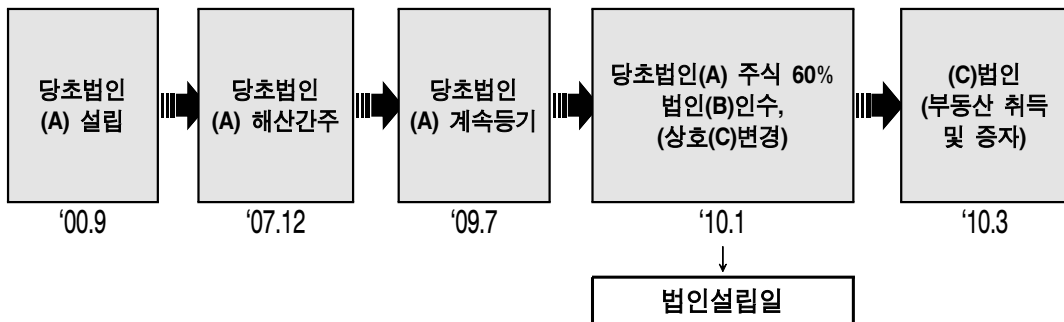 당초법인
(A) 설립
당초법인
(A) 해산간주
당초법인
(A) 계속등기
당초법인(A) 주식 60%
법인(B)인수,
(상호(C)변경)
(C)법인
(부동산 취득
및 증자)
‘00.9
‘07.12
‘09.7
‘10.1
‘10.3
법인설립일